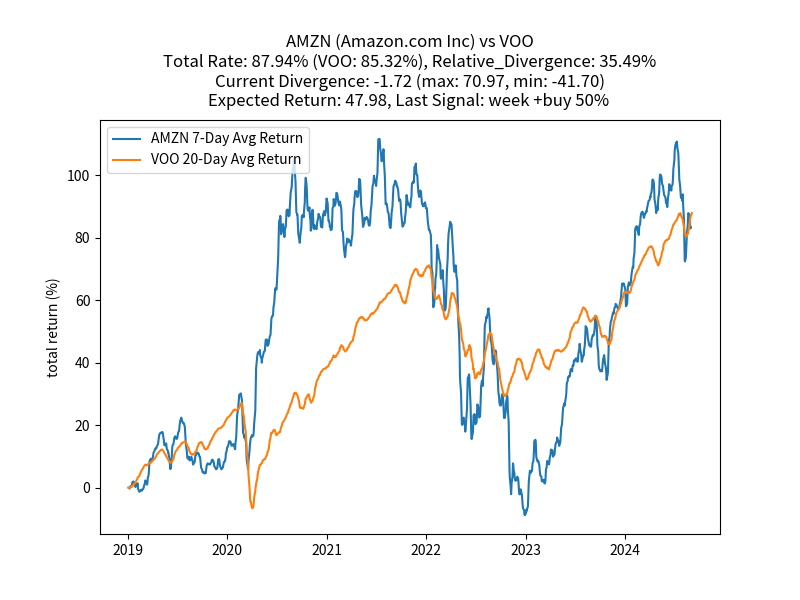 AMZN (Amazon.com Inc) vs VOO
Total Rate: 87.94% (VOO: 85.32%), Relative_Divergence: 35.49%
Current Divergence: -1.72 (max: 70.97, min: -41.70)
Expected Return: 47.98, Last Signal: week +buy 50%
AMZN 7-Day Avg Return
VOO 20-Day Avg Return
total return (%)
100
80
60
40
20
0
2019 2020 2021 2022 2023 2024